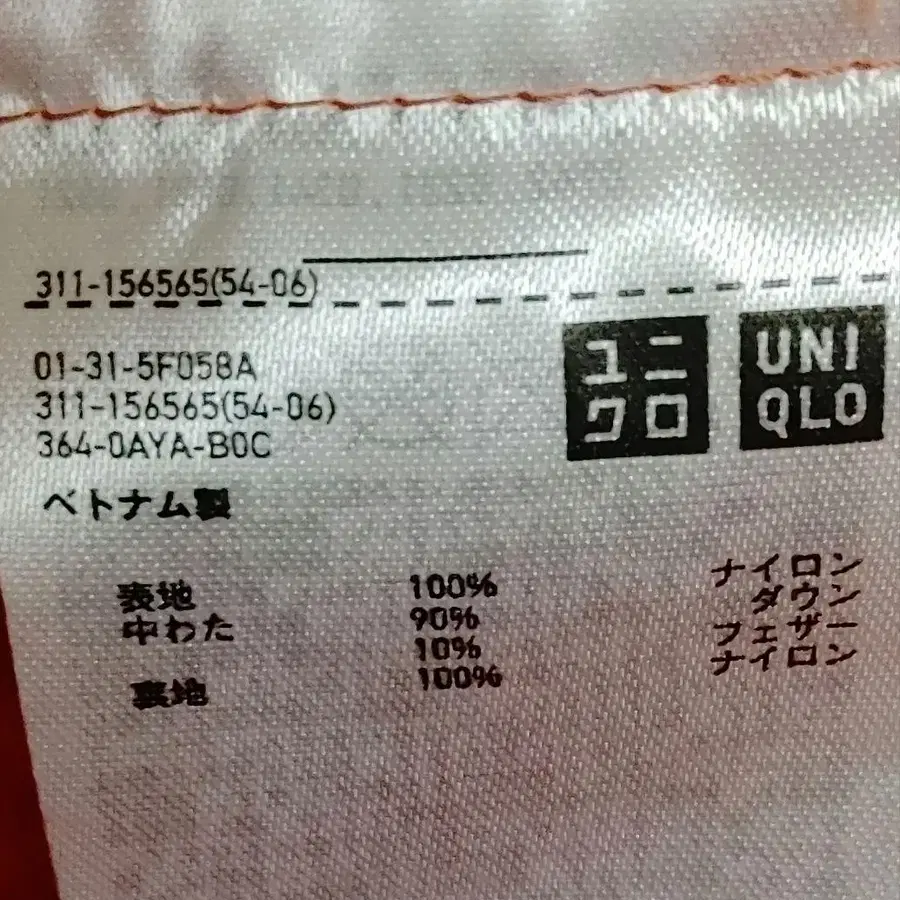 311-156565(54-06)
01-31-5F058A
311-156565(54-06)
364-0AYA-B0C
ユニ
クロ
UNI
QLO
ベトナム製
表地 100% ナイロン
中わた 90% ダウン
10% フェザー
裏地 100% ナイロン